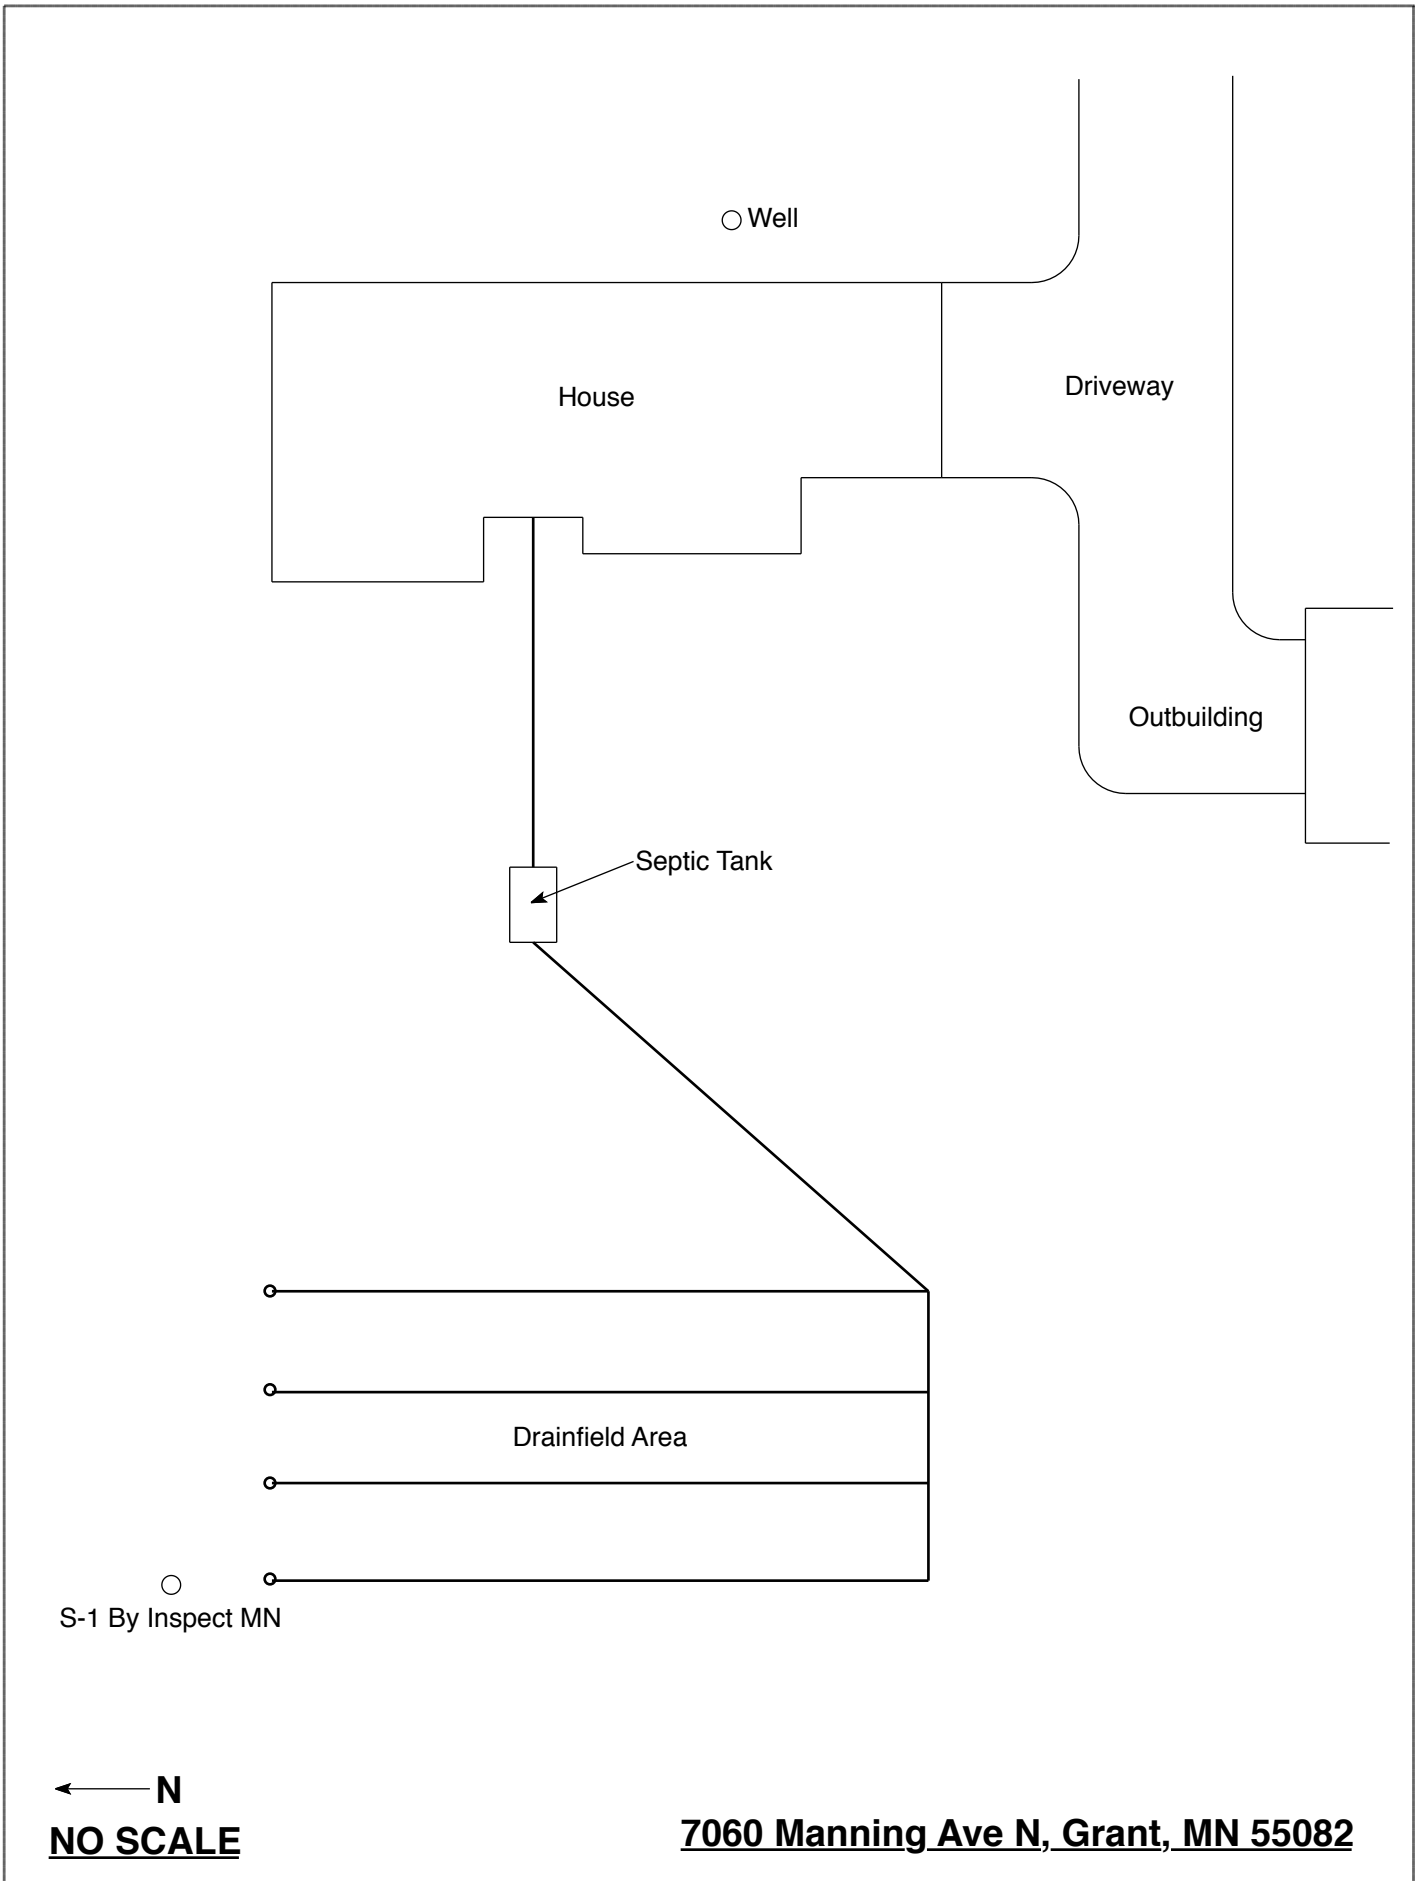 Well
House
Driveway
Outbuilding
Septic Tank
Drainfield Area
S-1 By Inspect MN
N
NO SCALE
7060 Manning Ave N, Grant, MN 55082